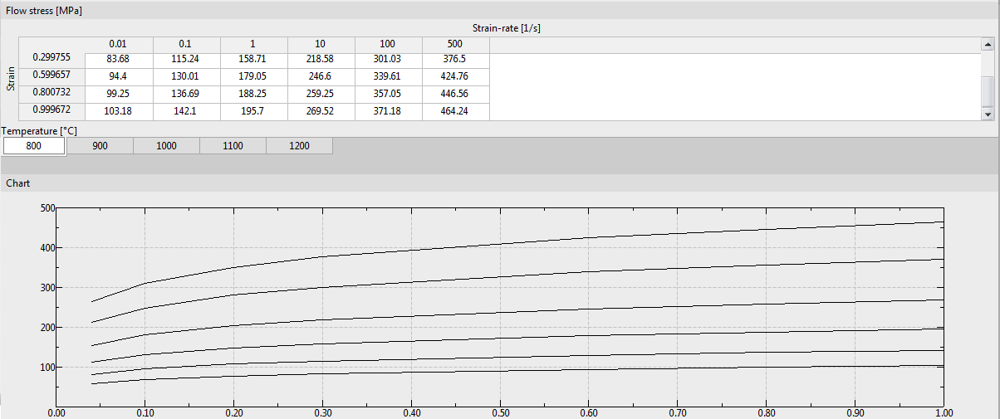 Flow stress [MPa]
Strain-rate [1/s]
0.01 0.1 1 10 100 500
Strain
0.299755 83.68 115.24 158.71 218.58 301.03 376.5
0.599657 94.4 130.01 179.05 246.6 339.61 424.76
0.800732 99.25 136.69 188.25 259.25 357.05 446.56
0.999672 103.18 142.1 195.7 269.52 371.18 464.24
Temperature [°C]
800 900 1000 1100 1200
Chart
500
400
300
200
100
0.00 0.10 0.20 0.30 0.40 0.50 0.60 0.70 0.80 0.90 1.00